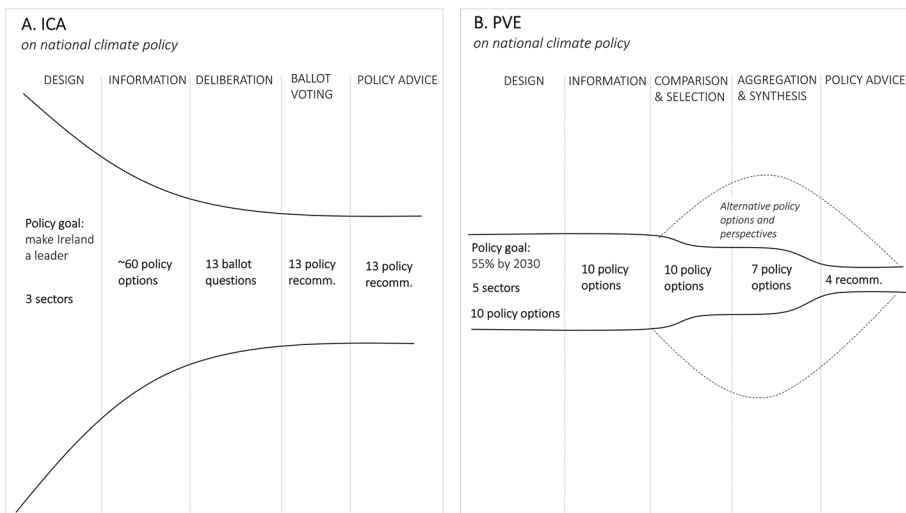 A. ICA
on national climate policy
DESIGN
INFORMATION
DELIBERATION
BALLOT
VOTING
POLICY ADVICE
Policy goal:
make Ireland
a leader
3 sectors
~60 policy
options
13 ballot
questions
13 policy
recomm.
13 policy
recomm.
B. PVE
on national climate policy
DESIGN
INFORMATION
COMPARISON
& SELECTION
AGGREGATION
& SYNTHESIS
POLICY ADVICE
Alternative policy
options and
perspectives
Policy goal:
55% by 2030
5 sectors
10 policy options
10 policy
options
10 policy
options
7 policy
options
4 recomm.